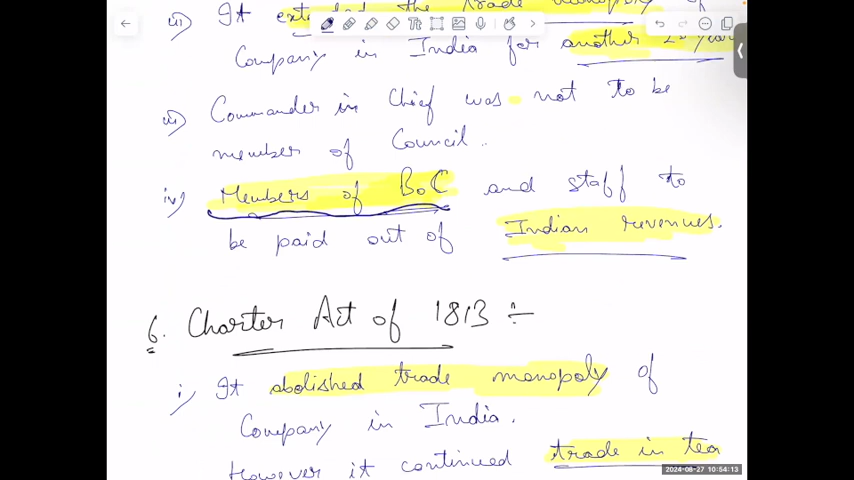 ii) It the trade monopoly of
Company in India for another 20 year
iii) Commander in Chief was not to be
member of Council.
iv) Members of BoC and staff to
be paid out of Indian revenues.
6. Charter Act of 1813 ÷
i) It abolished trade monopoly of
Company in India.
However it continued trade in tea
2024-08-27 10:54:13